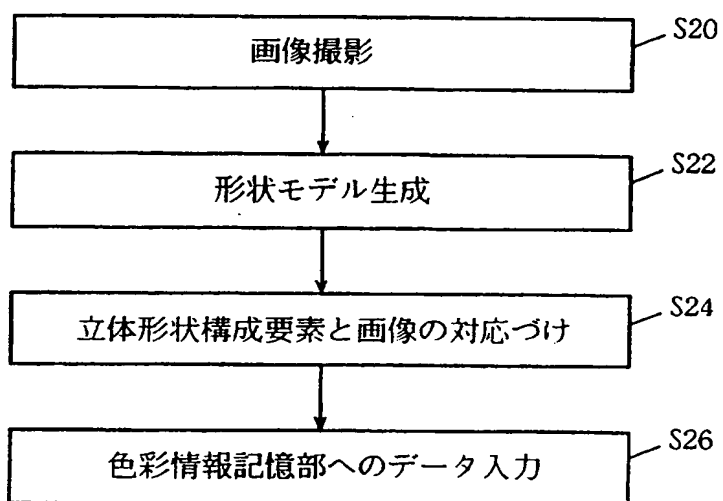 画像撮影
S20
形状モデル生成
S22
立体形状構成要素と画像の対応づけ
S24
色彩情報記憶部へのデータ入力
S26